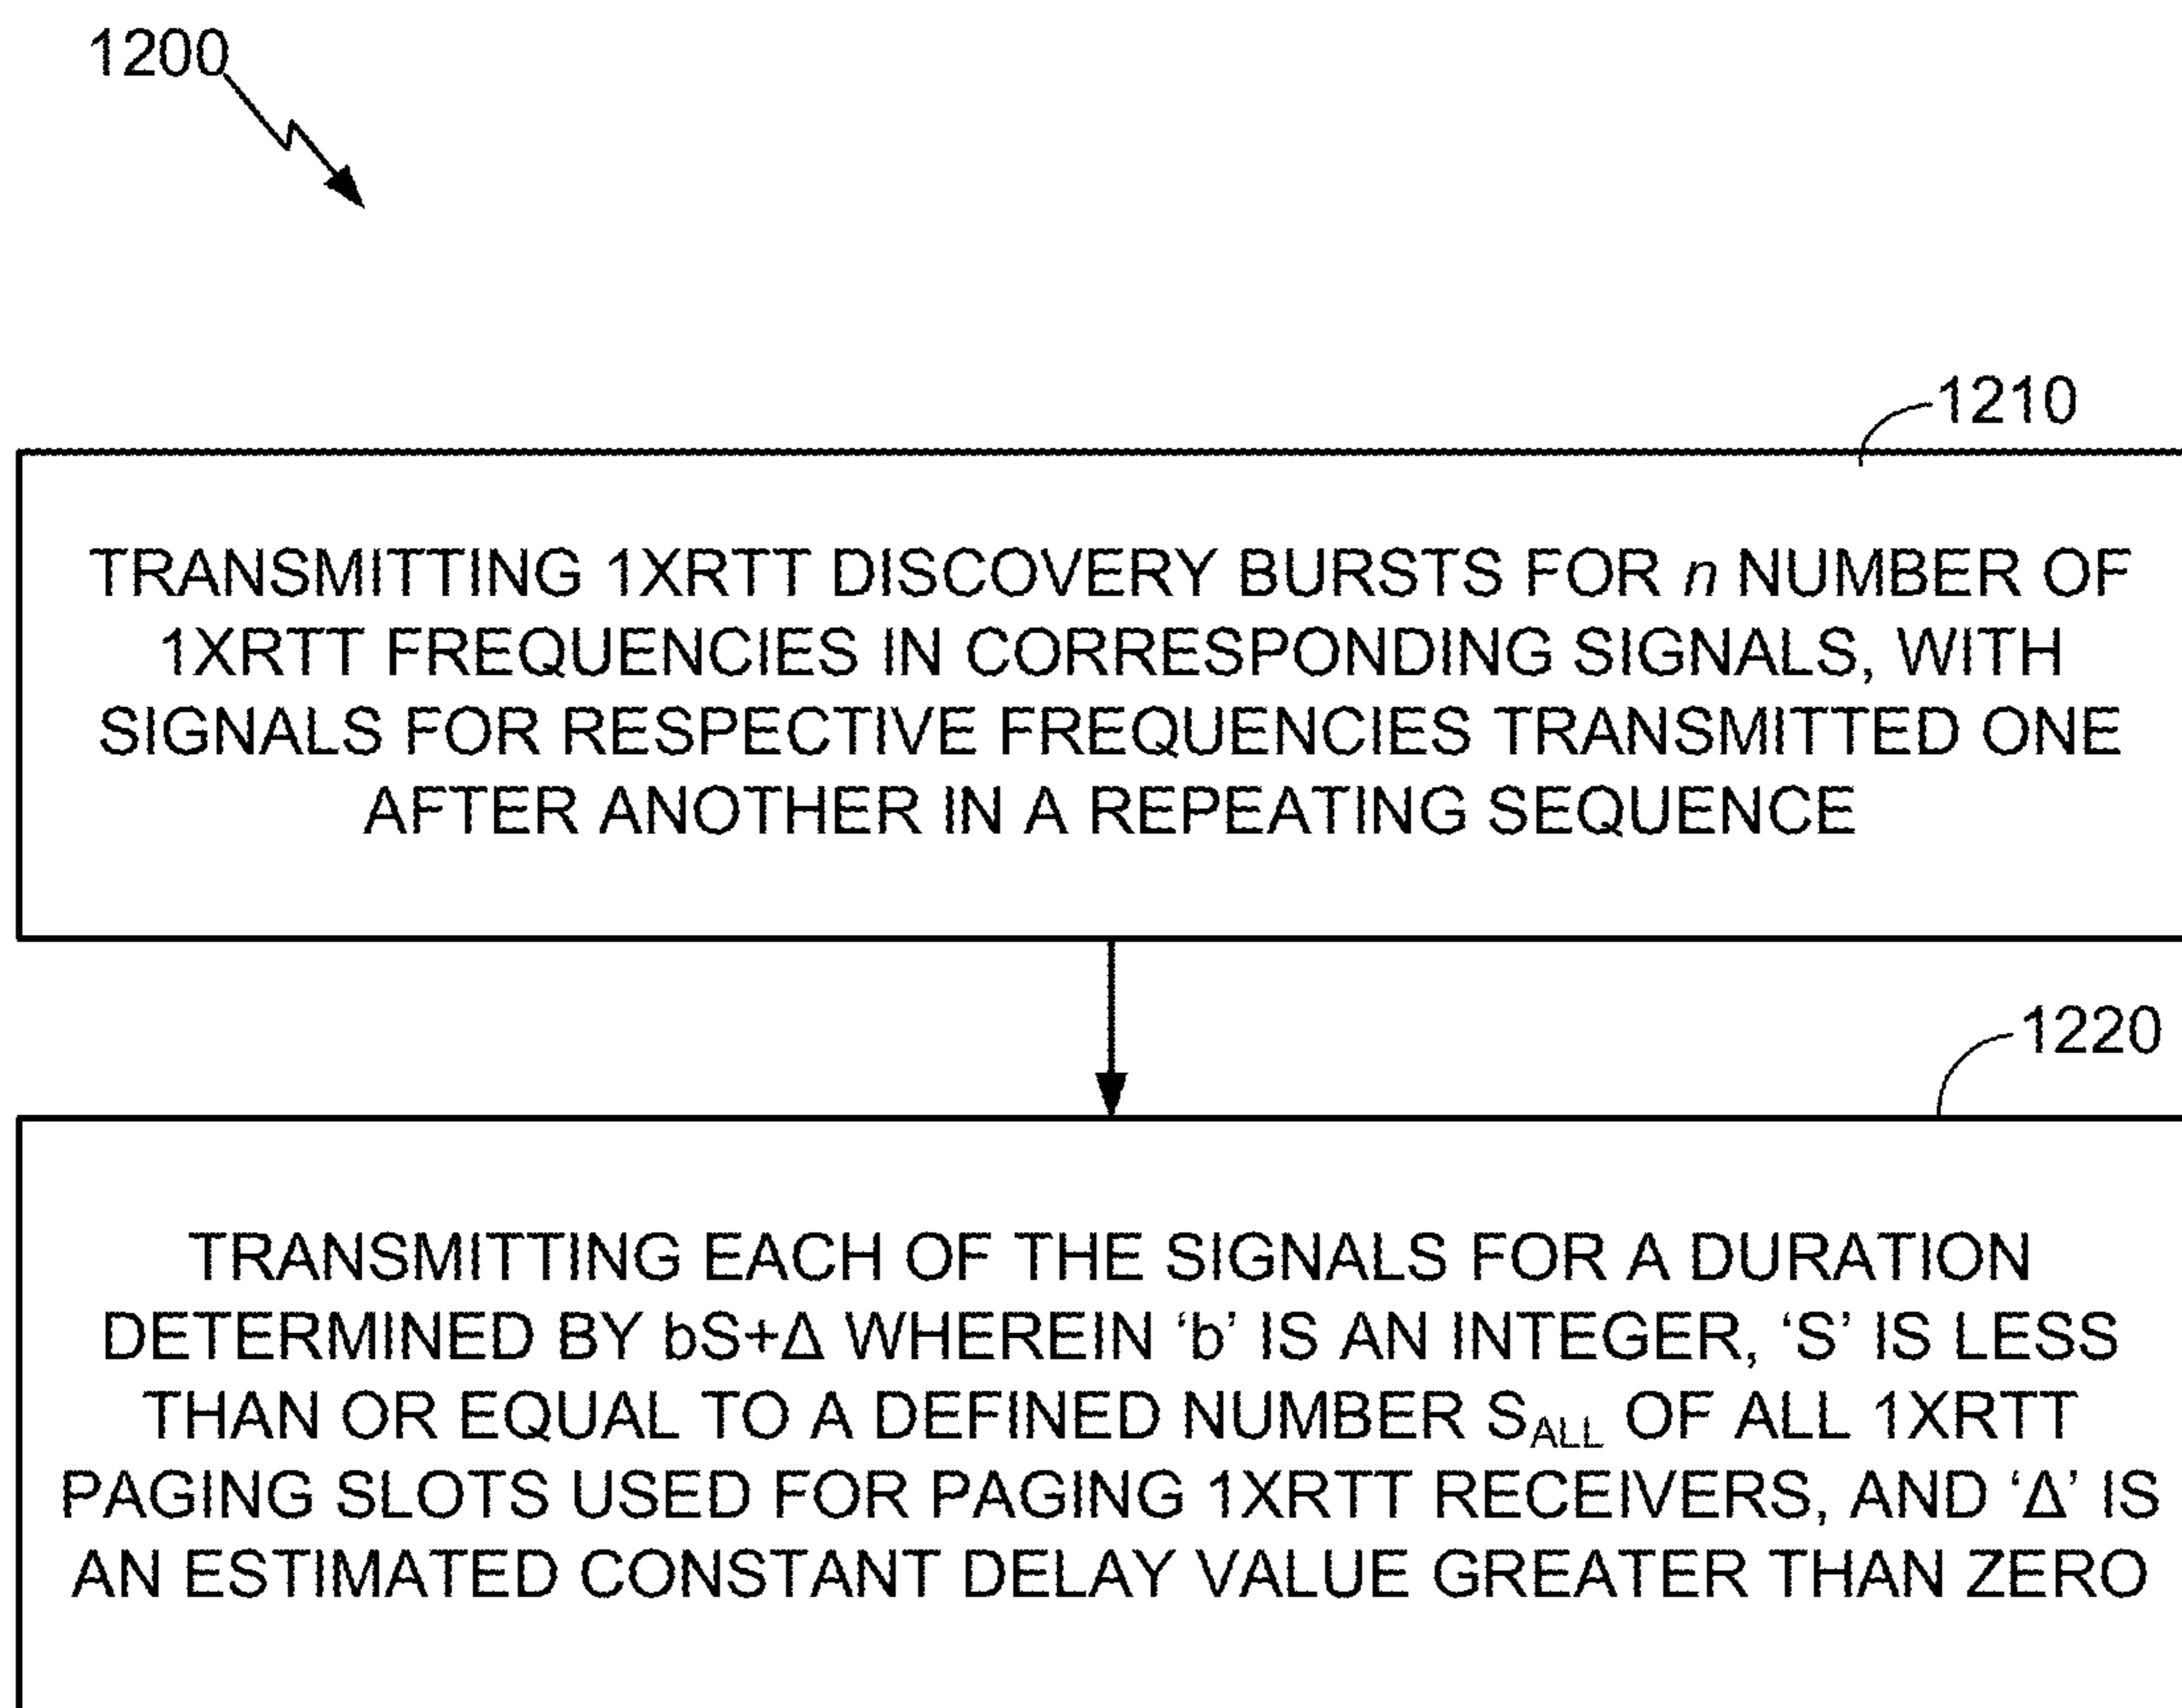 1200
1210
TRANSMITTING 1XRTT DISCOVERY BURSTS FOR n NUMBER OF
1XRTT FREQUENCIES IN CORRESPONDING SIGNALS, WITH
SIGNALS FOR RESPECTIVE FREQUENCIES TRANSMITTED ONE
AFTER ANOTHER IN A REPEATING SEQUENCE
1220
TRANSMITTING EACH OF THE SIGNALS FOR A DURATION
DETERMINED BY bS+Δ WHEREIN ‘b’ IS AN INTEGER, ‘S’ IS LESS
THAN OR EQUAL TO A DEFINED NUMBER SALL OF ALL 1XRTT
PAGING SLOTS USED FOR PAGING 1XRTT RECEIVERS, AND ‘Δ’ IS
AN ESTIMATED CONSTANT DELAY VALUE GREATER THAN ZERO